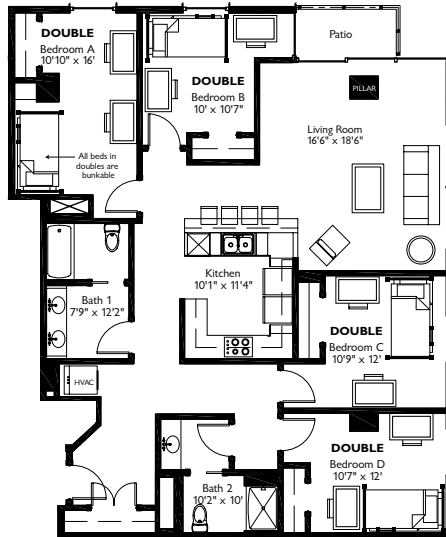 DOUBLE
Bedroom A
10'10" x 16'
All beds in
doubles are
bunkable
DOUBLE
Bedroom B
10' x 10'7"
Patio
PILLAR
Living Room
16'6" x 18'6"
Kitchen
10'1" x 11'4"
Bath 1
7'9" x 12'2"
HVAC
DOUBLE
Bedroom C
10'9" x 12'
DOUBLE
Bedroom D
10'7" x 12'
Bath 2
10'2" x 10'